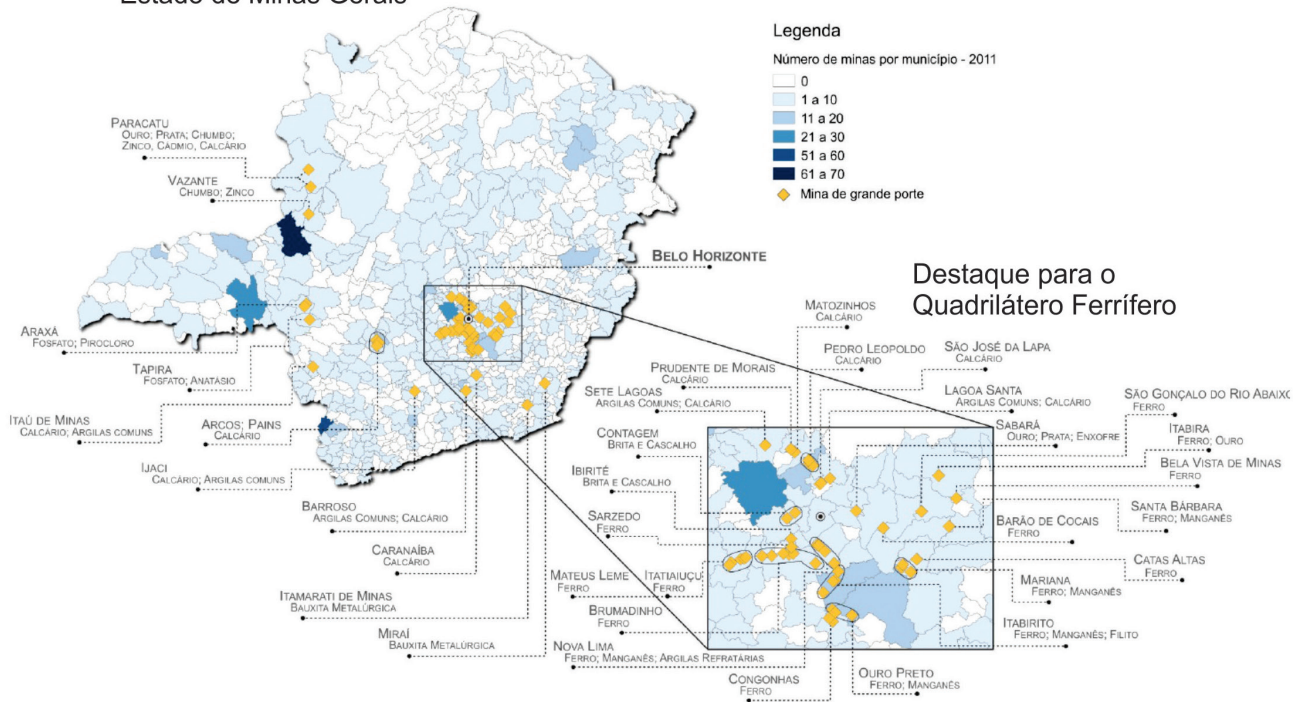 Estado de Minas Gerais
Legenda
Número de minas por município - 2011
0
1 a 10
11 a 20
21 a 30
51 a 60
61 a 70
Mina de grande porte
PARACATU
OURO; PRATA; CHUMBO;
ZINCO, CÁDMIO, CALCÁRIO
VAZANTE
CHUMBO; ZINCO
BELO HORIZONTE
ARAXÁ
FOSFATO; PIROCLORO
TAPIRA
FOSFATO; ANATÁSIO
ITAÚ DE MINAS
CALCÁRIO; ARGILAS COMUNS
ARCOS; PAINS
CALCÁRIO
IJACI
CALCÁRIO; ARGILAS COMUNS
BARROSO
ARGILAS COMUNS; CALCÁRIO
CARANAÍBA
CALCÁRIO
ITAMARATI DE MINAS
BAUXITA METALÚRGICA
MIRAÍ
BAUXITA METALÚRGICA
Destaque para o
Quadrilátero Ferrífero
MATOZINHOS
CALCÁRIO
PEDRO LEOPOLDO
CALCÁRIO
SÃO JOSÉ DA LAPA
CALCÁRIO
PRUDENTE DE MORAIS
CALCÁRIO
LAGOA SANTA
ARGILAS COMUNS; CALCÁRIO
SETE LAGOAS
ARGILAS COMUNS; CALCÁRIO
SÃO GONÇALO DO RIO ABAIXO
FERRO
SABARÁ
OURO; PRATA; ENXOFRE
ITABIRA
FERRO; OURO
CONTAGEM
BRITA E CASCALHO
BELA VISTA DE MINAS
FERRO
IBIRITÉ
BRITA E CASCALHO
SANTA BÁRBARA
FERRO; MANGANÊS
SARZEDO
FERRO
BARÃO DE COCAIS
FERRO
CATAS ALTAS
FERRO
MATEUS LEME
FERRO
ITATIAIUÇU
FERRO
MARIANA
FERRO; MANGANÊS
BRUMADINHO
FERRO
ITABIRITO
FERRO; MANGANÊS; FILITO
NOVA LIMA
FERRO; MANGANÊS; ARGILAS REFRATÁRIAS
OURO PRETO
FERRO; MANGANÊS
CONGONHAS
FERRO